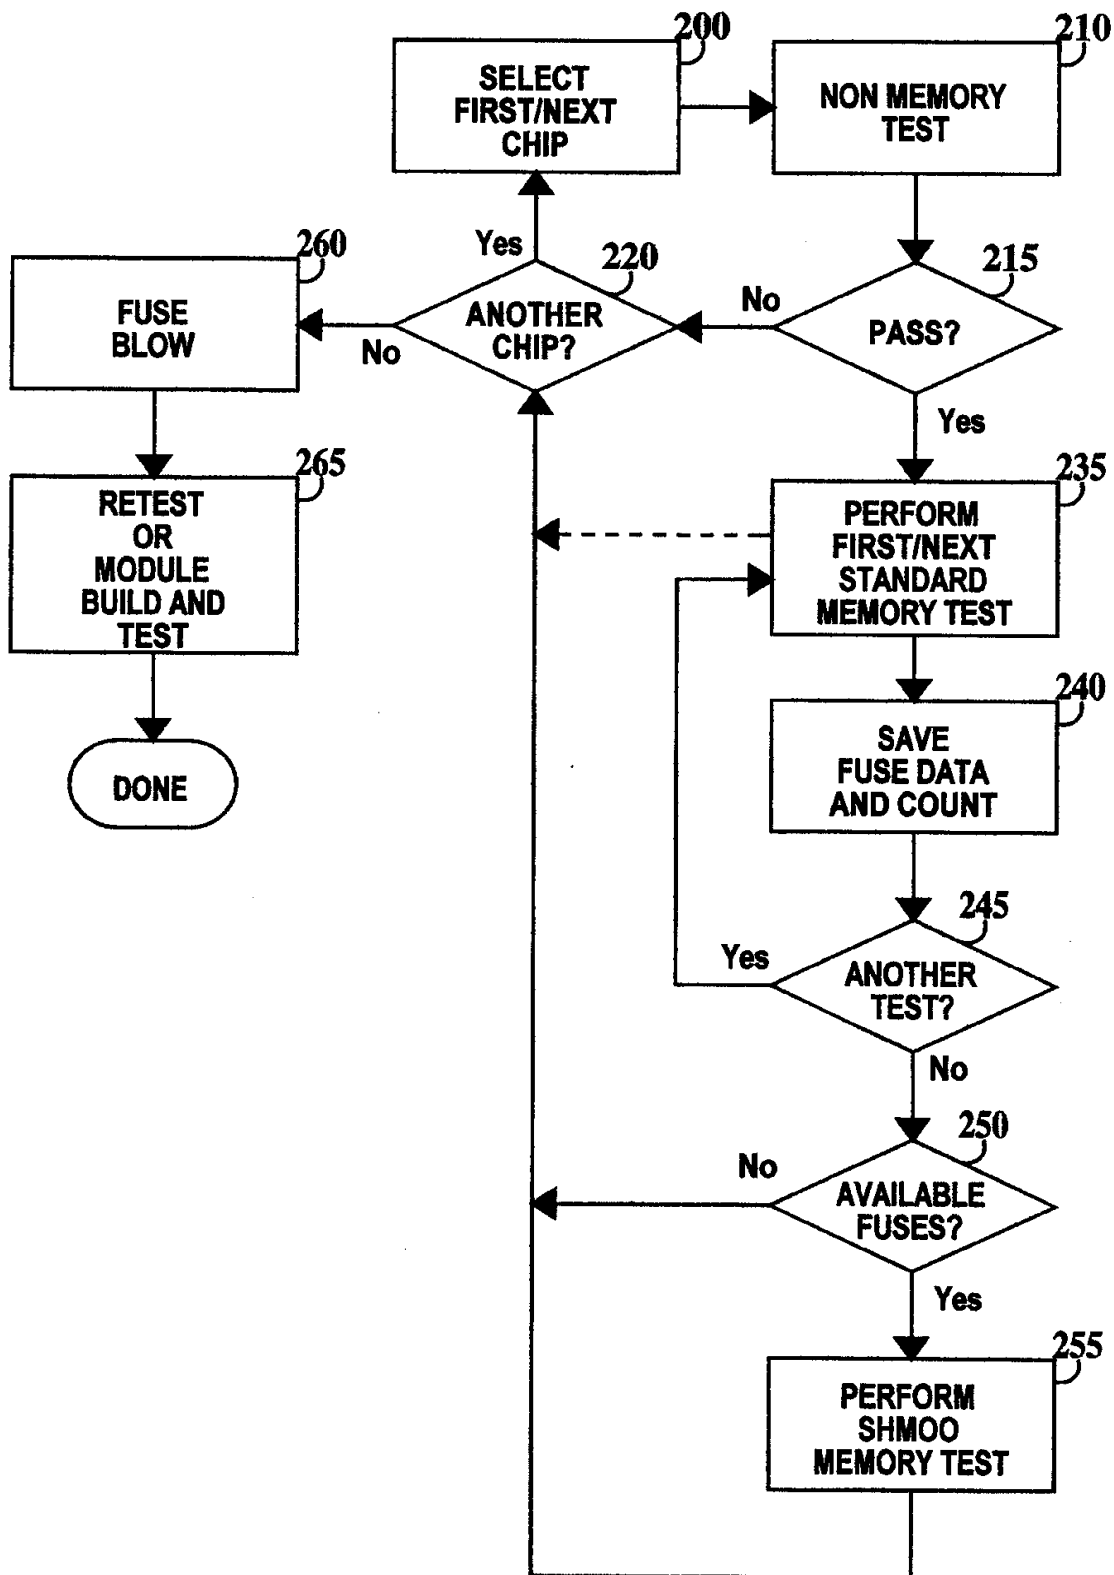 200
SELECT
FIRST/NEXT
CHIP
210
NON MEMORY
TEST
Yes
260
FUSE
BLOW
220
ANOTHER
CHIP?
No
No
215
PASS?
Yes
265
RETEST
OR
MODULE
BUILD AND
TEST
235
PERFORM
FIRST/NEXT
STANDARD
MEMORY TEST
DONE
240
SAVE
FUSE DATA
AND COUNT
245
Yes
ANOTHER
TEST?
No
250
No
AVAILABLE
FUSES?
Yes
255
PERFORM
SHMOO
MEMORY TEST